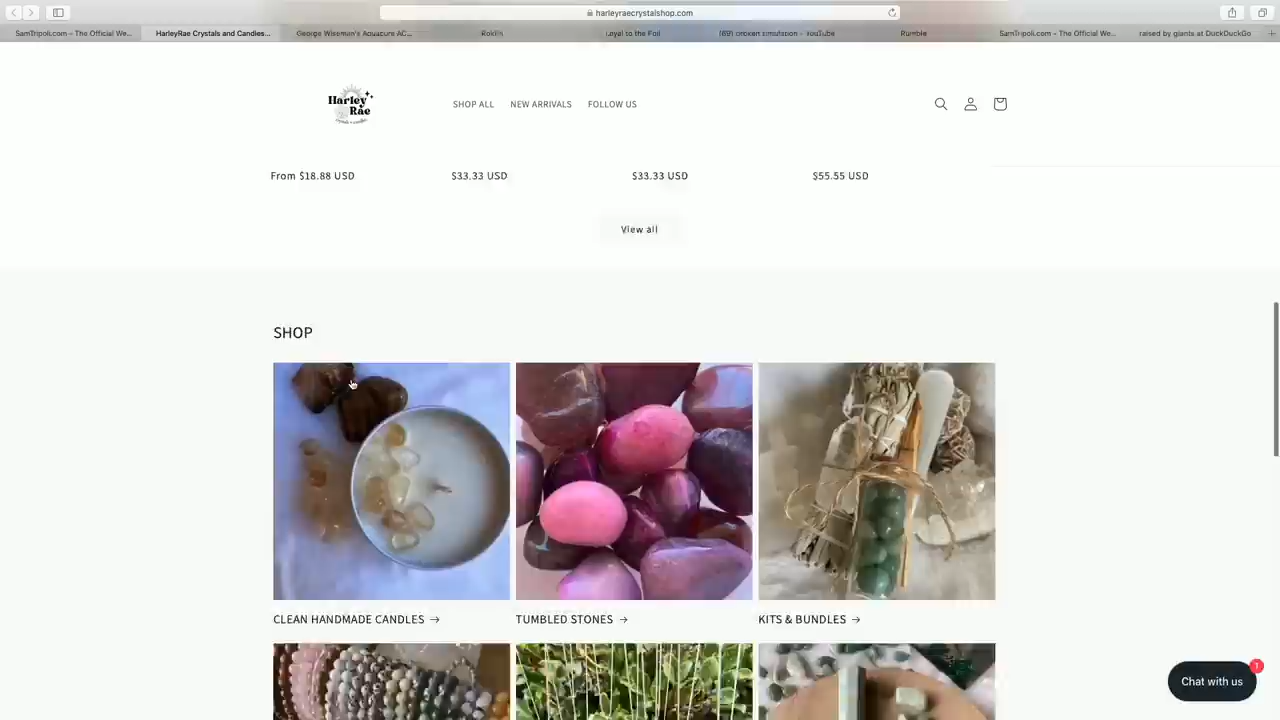 harleyraecrystalshop.com
SamTripoli.com – The Official We...
HarleyRae Crystals and Candles...
George Wiseman's Aquacure AC...
Rokfin
Loyal to the Foil
(69) broken simulation - YouTube
Rumble
SamTripoli.com – The Official We...
raised by giants at DuckDuckGo
Harley Rae
SHOP ALL
NEW ARRIVALS
FOLLOW US
From $18.88 USD
$33.33 USD
$33.33 USD
$55.55 USD
View all
SHOP
CLEAN HANDMADE CANDLES →
TUMBLED STONES →
KITS & BUNDLES →
1
Chat with us